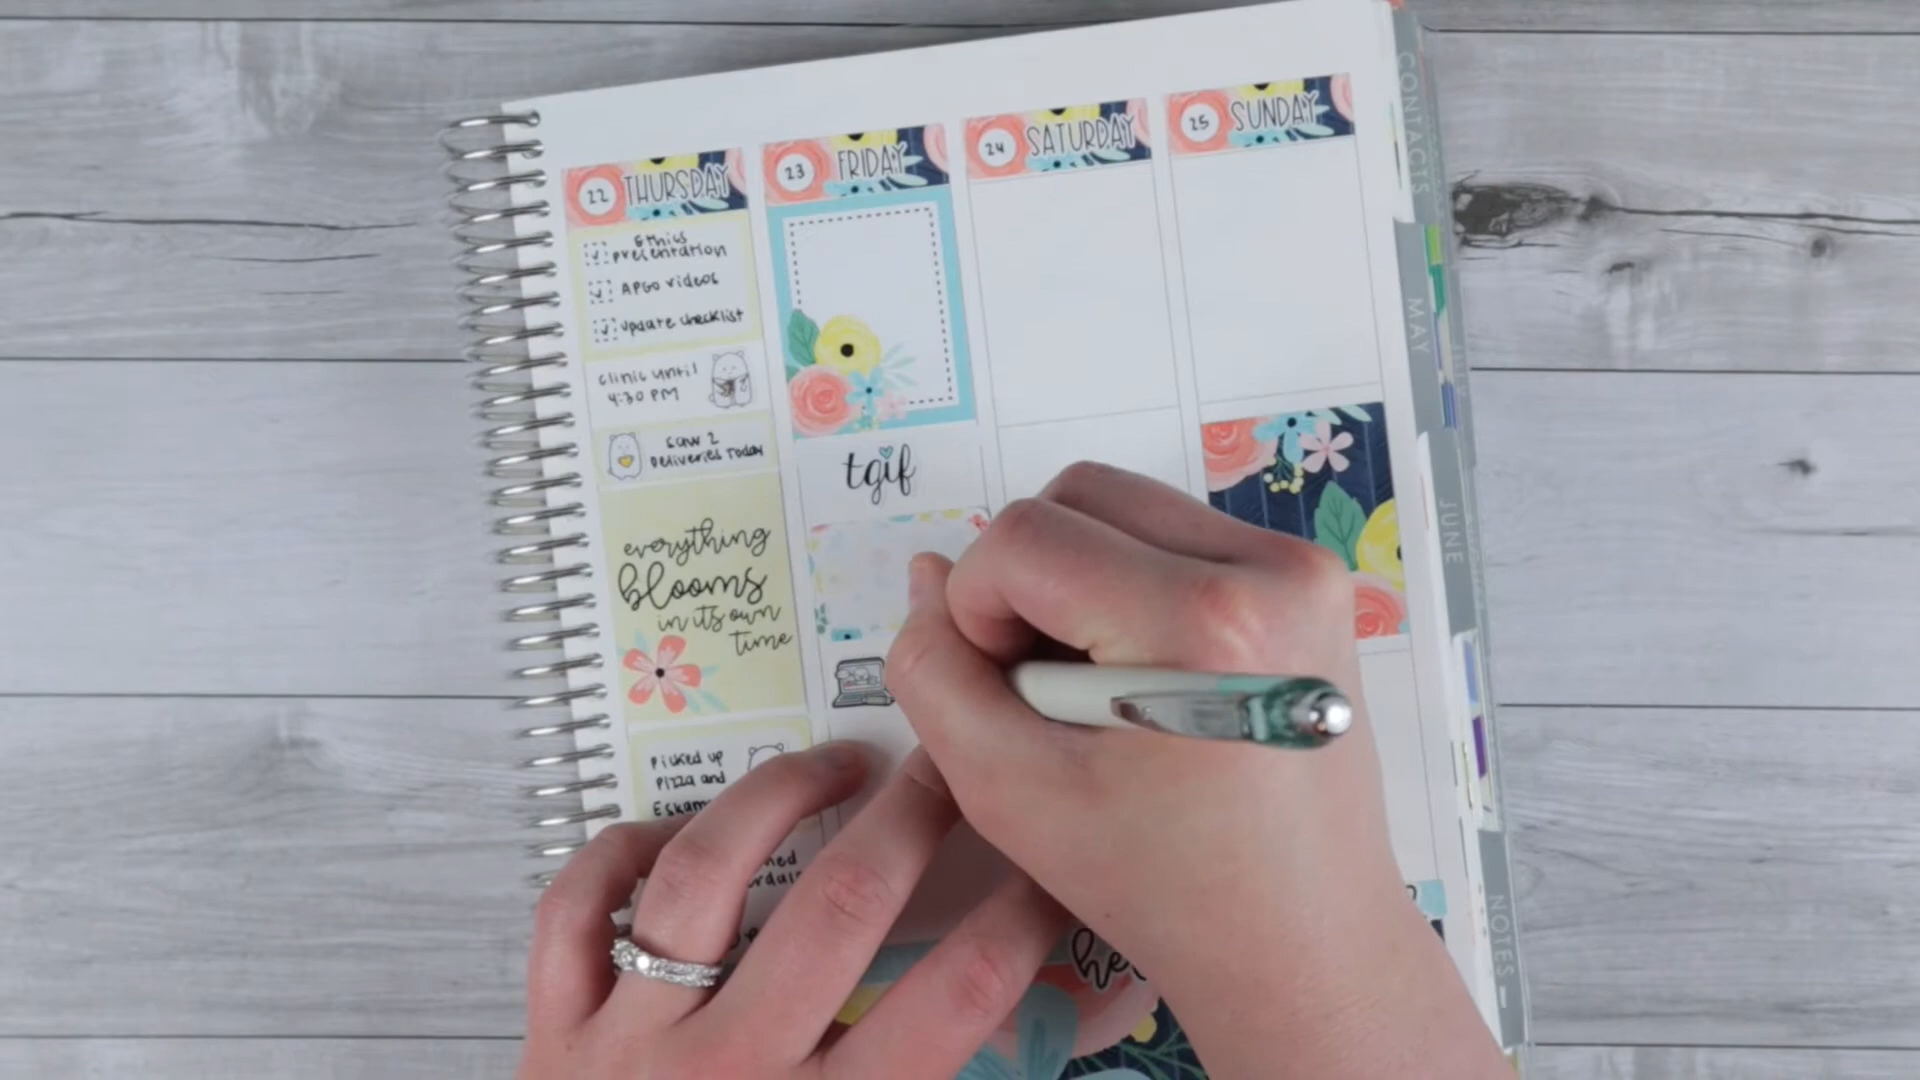 CONTACTS
MAY
JUNE
NOTES
22 THURSDAY
23 FRIDAY
24 SATURDAY
25 SUNDAY
Ethics
presentation
APGO videos
update checklist
clinic until
4:30 PM
saw 2
Deliveries Today
everything
blooms
in its own
time
Picked up
Pizza and
tgif